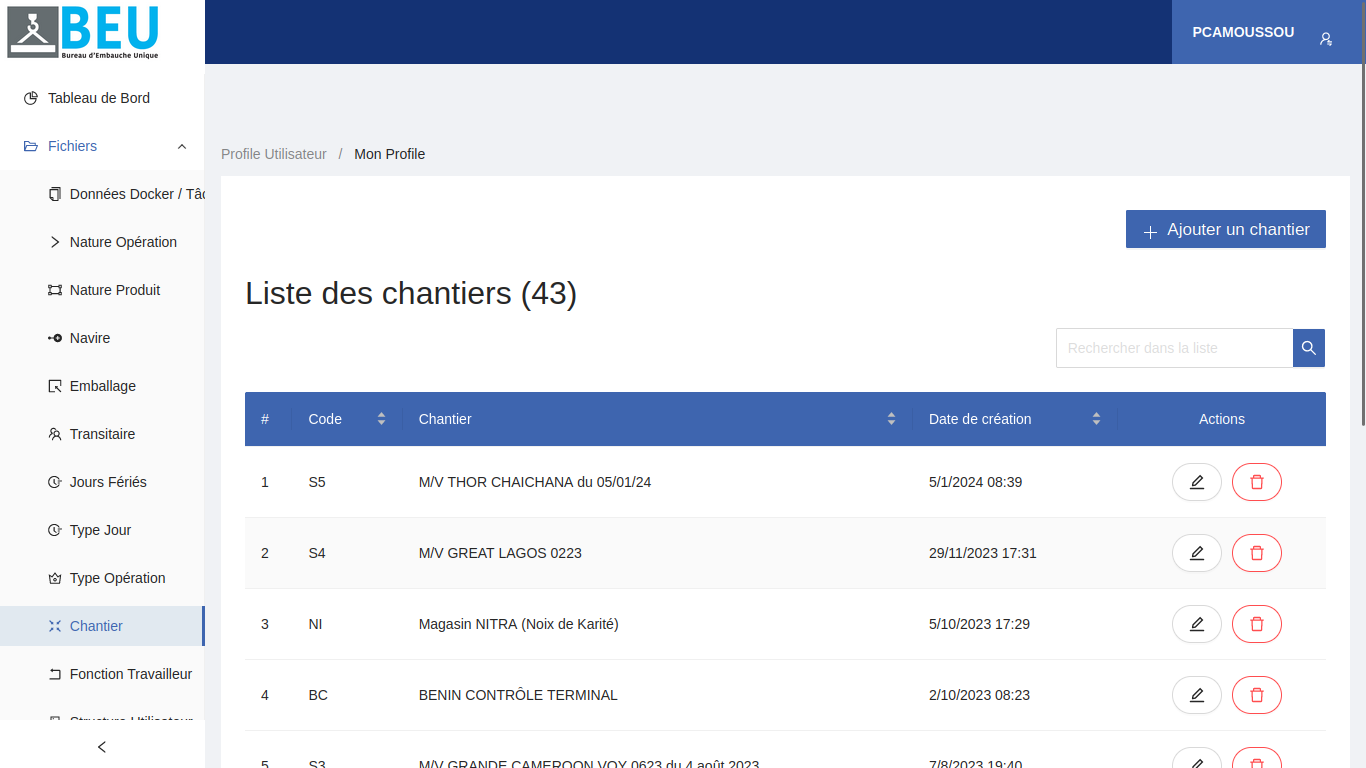 BEU
Bureau d'Embauche Unique
PCAMOUSSOU
Tableau de Bord
Fichiers
Données Docker / Tâc
Nature Opération
Nature Produit
Navire
Emballage
Transitaire
Jours Fériés
Type Jour
Type Opération
Chantier
Fonction Travailleur
Structure Utilisateur
Profile Utilisateur / Mon Profile
+ Ajouter un chantier
Liste des chantiers (43)
Rechercher dans la liste
# Code Chantier Date de création Actions
1 S5 M/V THOR CHAICHANA du 05/01/24 5/1/2024 08:39
2 S4 M/V GREAT LAGOS 0223 29/11/2023 17:31
3 NI Magasin NITRA (Noix de Karité) 5/10/2023 17:29
4 BC BENIN CONTRÔLE TERMINAL 2/10/2023 08:23
5 S3 M/V GRANDE CAMEROON VOY 0623 du 4 août 2023 7/8/2023 19:40